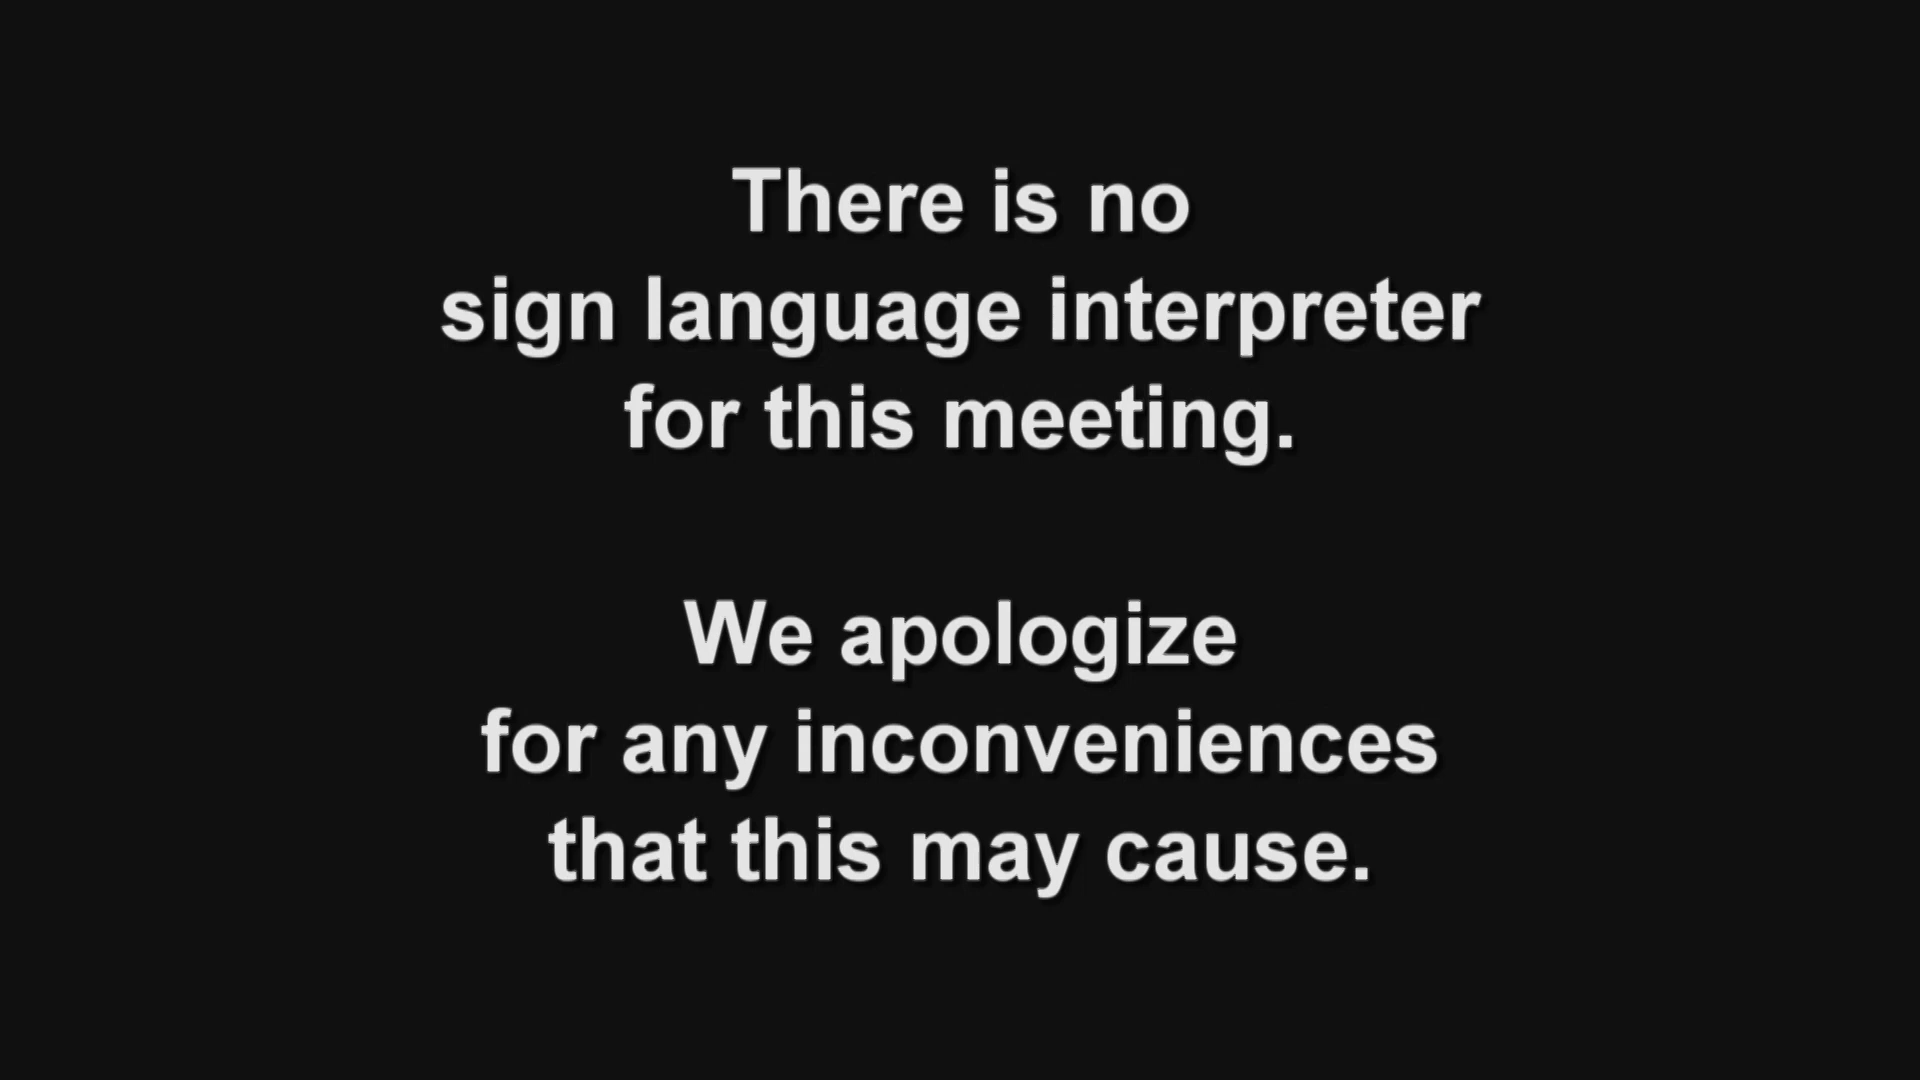 There is no
sign language interpreter
for this meeting.
We apologize
for any inconveniences
that this may cause.